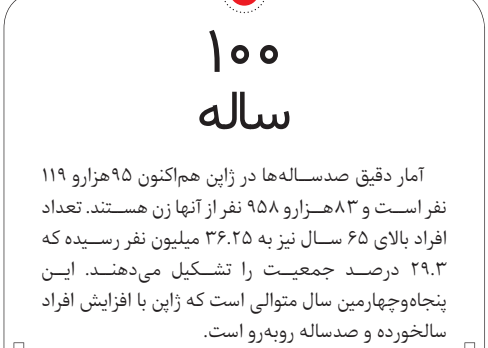 ۱۰۰
ساله
آمار دقیق صدساله‌ها در ژاپن هم‌اکنون ۹۵هزارو ۱۱۹
نفر است و ۸۳هزارو ۹۵۸ نفر از آنها زن هستند. تعداد
افراد بالای ۶۵ سال نیز به ۳۶.۲۵ میلیون نفر رسیده که
۲۹.۳ درصد جمعیت را تشکیل می‌دهند. این
پنجاه‌وچهارمین سال متوالی است که ژاپن با افزایش افراد
سالخورده و صدساله روبه‌رو است.